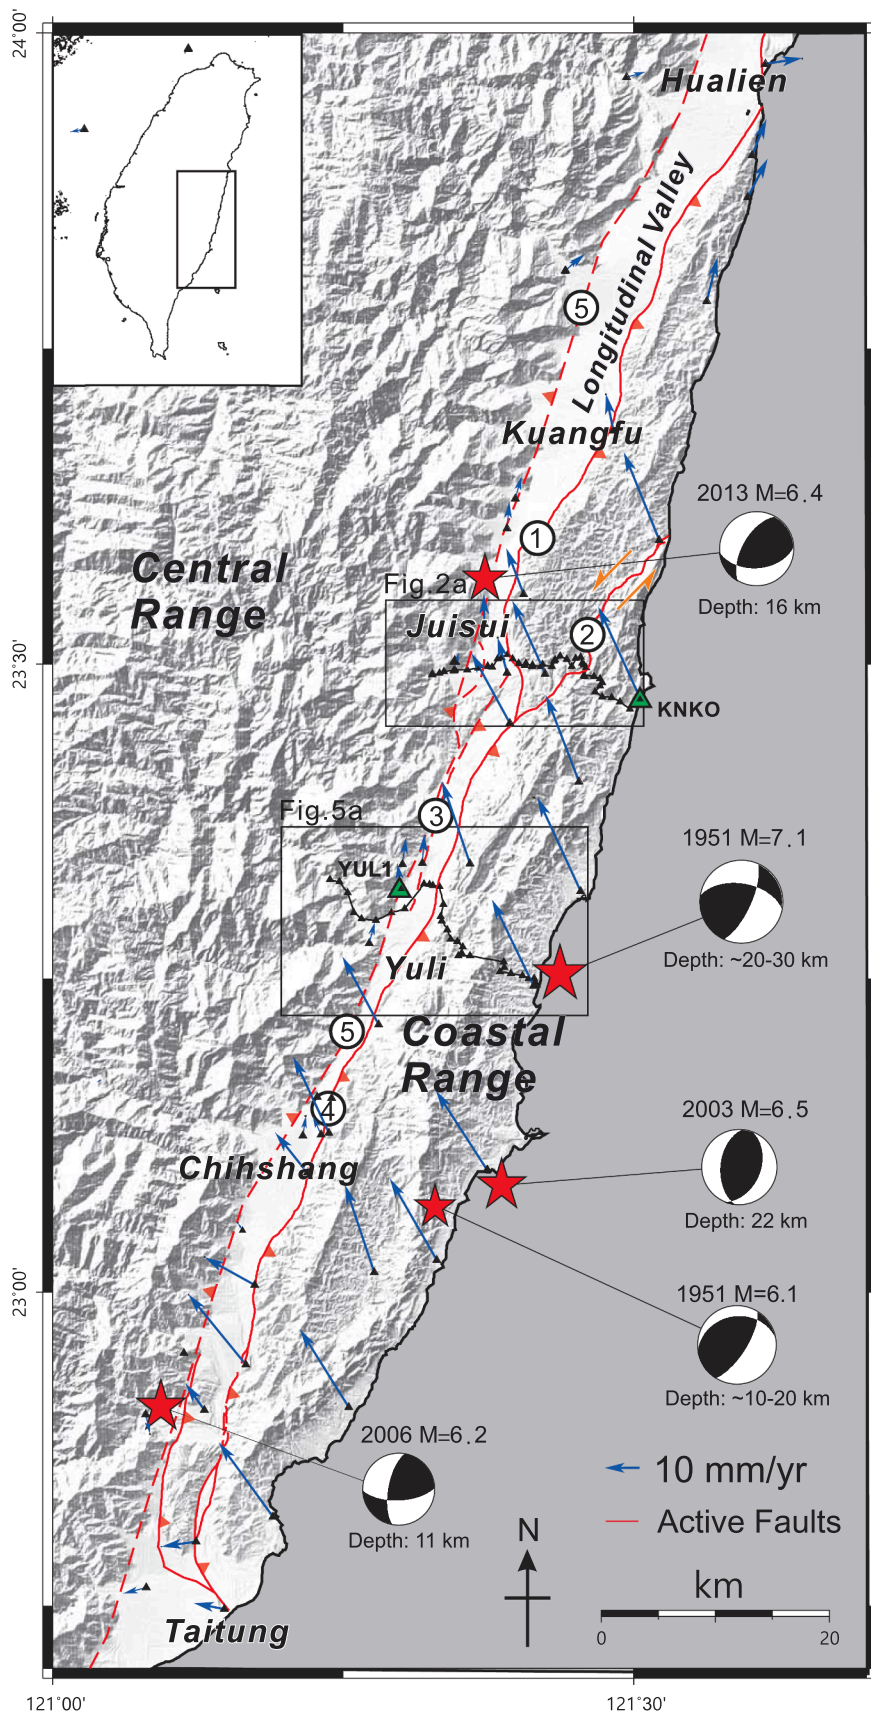 24°00'
Hualien
Longitudinal Valley
5
Kuangfu
2013 M=6.4
1
Central
Range
Fig.2a
Depth: 16 km
Juisui
2
23°30'
KNKO
Fig.5a
3
1951 M=7.1
YUL1
Depth: ~20-30 km
Yuli
5
Coastal
Range
4
2003 M=6.5
Chihshang
Depth: 22 km
23°00'
1951 M=6.1
Depth: ~10-20 km
2006 M=6.2
10 mm/yr
Depth: 11 km
Active Faults
N
km
Taitung
0
20
121°00'
121°30'